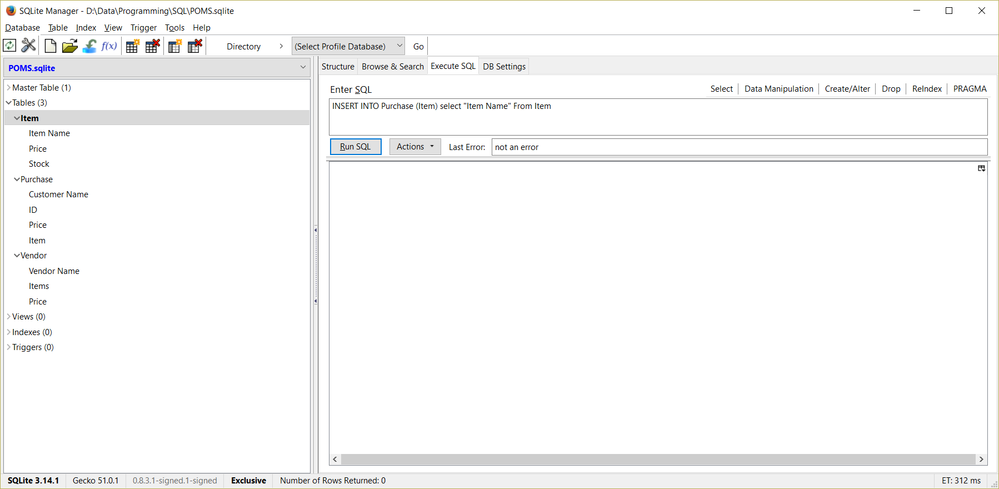 SQLite Manager - D:\Data\Programming\SQL\POMS.sqlite
Database Table Index View Trigger Tools Help
f(x) Directory (Select Profile Database) Go
POMS.sqlite
Master Table (1)
Tables (3)
Item
Item Name
Price
Stock
Purchase
Customer Name
ID
Price
Item
Vendor
Vendor Name
Items
Price
Views (0)
Indexes (0)
Triggers (0)
Structure Browse & Search Execute SQL DB Settings
Enter SQL Select Data Manipulation Create/Alter Drop ReIndex PRAGMA
INSERT INTO Purchase (Item) select "Item Name" From Item
Run SQL Actions Last Error: not an error
SQLite 3.14.1 Gecko 51.0.1 0.8.3.1-signed.1-signed Exclusive Number of Rows Returned: 0 ET: 312 ms